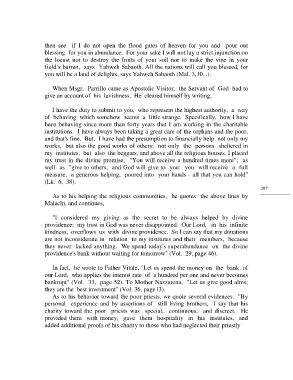 then see if I do not open the flood gates of heaven for you and pour out
blessing for you in abundance. For your sake I will not lay a strict injunction on
the locust not to destroy the fruits of your soil nor to make the vine in your
field's barren, says Yahweh Sabaoth. All the nations will call you blessed, for
you will be a land of delights, says Yahweh Sabaoth (Mal. 3,10...).
When Msgr. Parrillo came as Apostolic Visitor, the Servant of God had to
give an account of his lavishness. He cleared himself by writing,
I have the duty to submit to you, who represent the highest authority, a way
of behaving which somehow seems a little strange. Specifically, how I have
been behaving since more than forty years that I am working in the charitable
institutions. I have always been taking a great care of the orphans and the poor,
and that's fine. But, I have had the presumption to financially help not only my
works, but also the good works of others; not only the persons sheltered in
my institutes, but also the beggars, and above all the religious houses. I placed
my trust in the divine promise, "You will receive a hundred times more"; as
well as "give to others, and God will give to you: you will receive a full
measure, a generous helping, poured into your hands - all that you can hold"
(Lk. 6, 38).
As to his helping the religious communities, he quotes the above lines by
Malach), and continues,
"I considered my giving as the secret to be always helped by divine
providence: my trust in God was never disappointed. Our Lord, in his infinite
kindness, overflows us with divine providence. So I can say that my donations
are not inconsiderate in relation to my institutes and their members, because
they never lacked anything. We spend today's superabundance on the divine
providence's bank without waiting for tomorrow" (Vol. 29, page 46).
In fact, he wrote to Father Vitale, "Let us spend the money on the bank of
our Lord, who applies the interest rate of a hundred per one and never becomes
bankrupt" (Vol. 33, page 52). To Mother Nazzarena, "Let us give good alms;
they are the best investment" (Vol. 36, page 13).
As to his behavior toward the poor priests, we quote several evidences. "By
personal experience and by assertions of still living brothers, I say that his
charity toward the poor priests was special, continuous, and discreet. He
provided them with money, gave them hospitality in his institutes, and
added additional proofs of his charity to those who had neglected their priestly